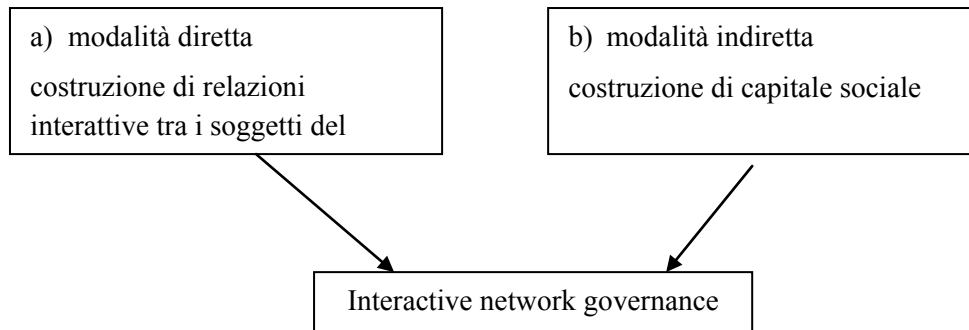 a) modalità diretta
costruzione di relazioni
interattive tra i soggetti del
b) modalità indiretta
costruzione di capitale sociale
Interactive network governance